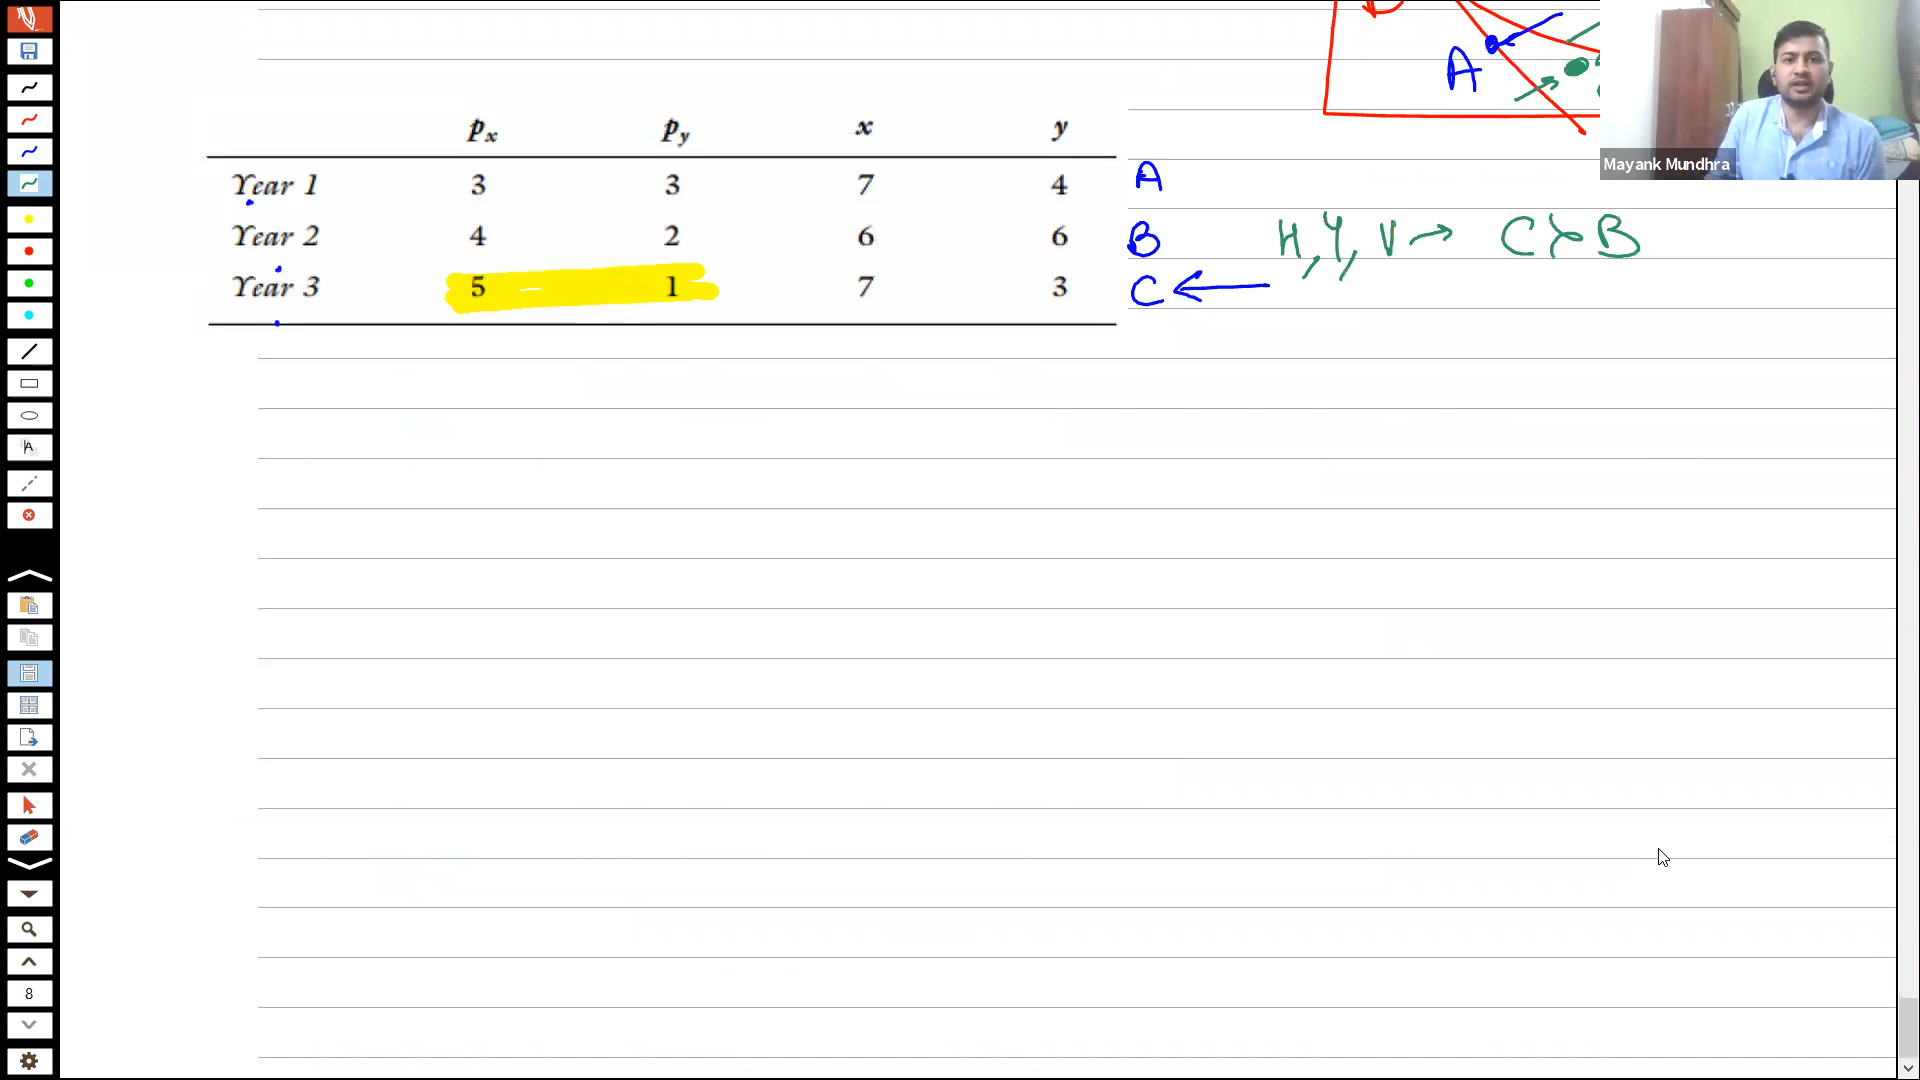 A
Mayank Mundhra
p_x p_y x y
Year 1 3 3 7 4 A
Year 2 4 2 6 6 B H, Y, V → C ≻ B
Year 3 5 1 7 3 C ←
8